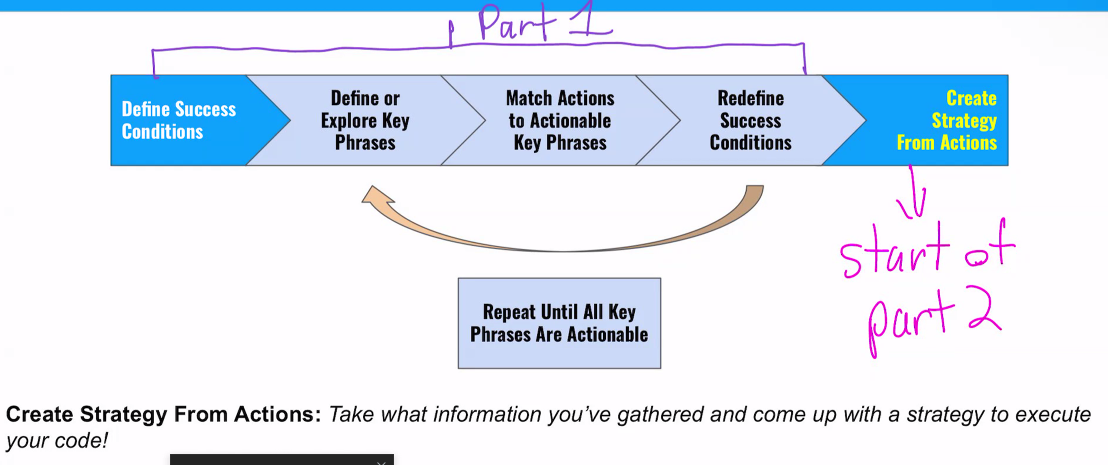 Part 1
Define Success
Conditions
Define or
Explore Key
Phrases
Match Actions
to Actionable
Key Phrases
Redefine
Success
Conditions
Create
Strategy
From Actions
start of
part 2
Repeat Until All Key
Phrases Are Actionable
Create Strategy From Actions: Take what information you’ve gathered and come up with a strategy to execute
your code!